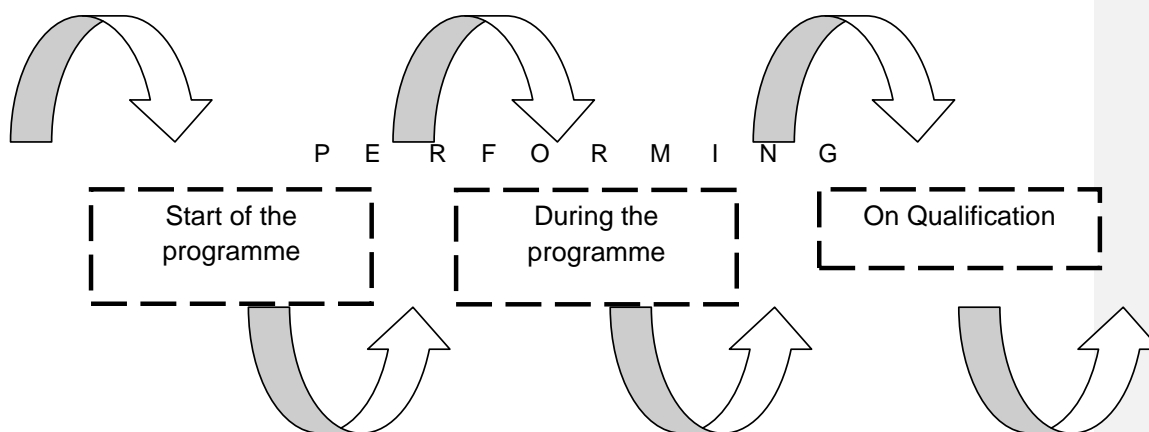 P E R F O R M I N G
Start of the
programme
During the
programme
On Qualification